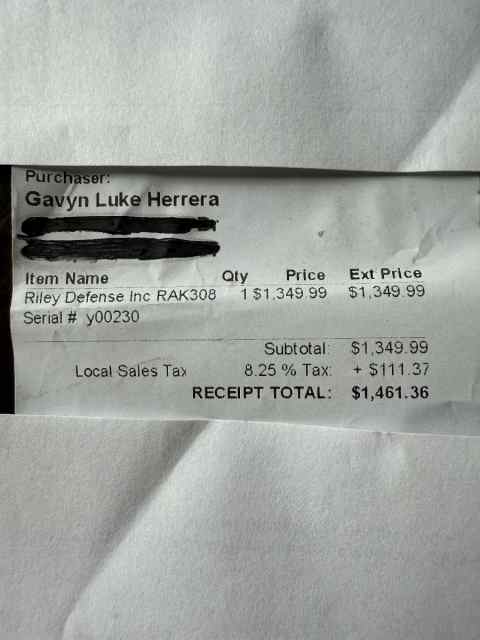 Purchaser:
Gavyn Luke Herrera
Item Name Qty Price Ext Price
Riley Defense Inc RAK308 1 $1,349.99 $1,349.99
Serial # y00230
Subtotal: $1,349.99
Local Sales Tax 8.25 % Tax: + $111.37
RECEIPT TOTAL: $1,461.36